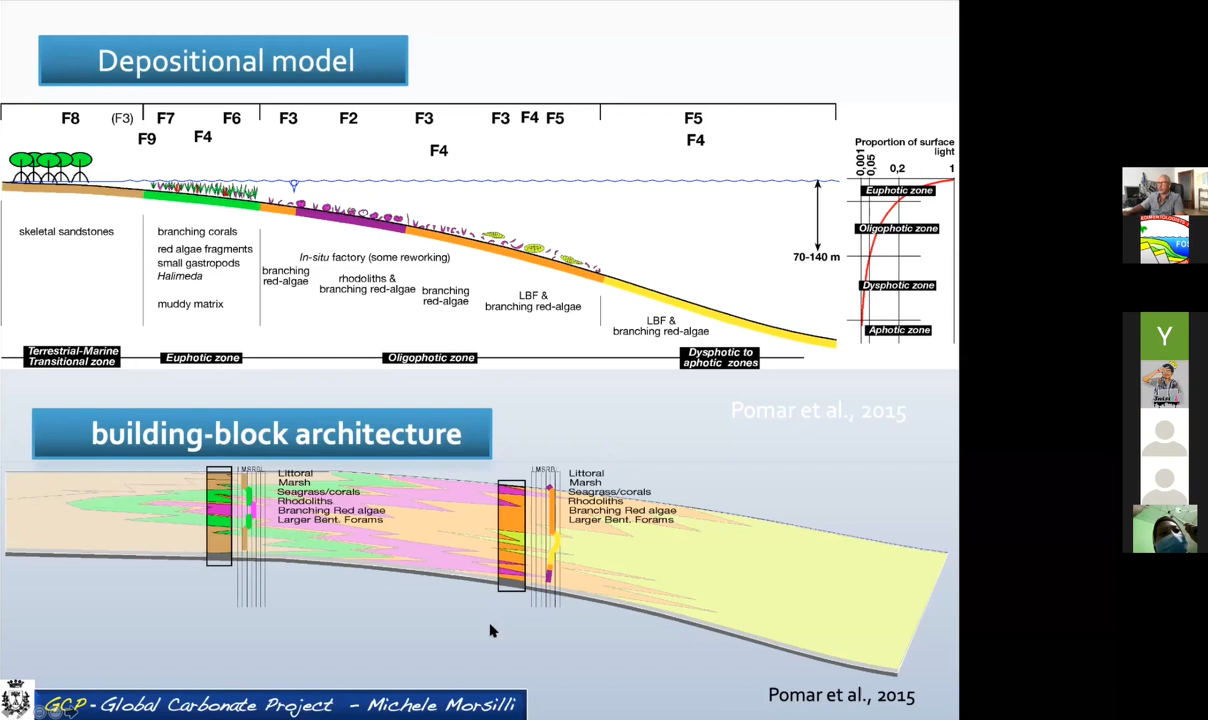 Depositional model
F8 (F3) F7 F6 F3 F2 F3 F3 F4 F5 F5
F9 F4 F4 F4
Proportion of surface
light
0,001
0,05
0,2
1
Euphotic zone
Oligophotic zone
Dysphotic zone
Aphotic zone
70-140 m
skeletal sandstones
branching corals
red algae fragments
small gastropods
Halimeda
muddy matrix
In-situ factory (some reworking)
branching
red-algae
rhodoliths &
branching red-algae
branching
red-algae
LBF &
branching red-algae
LBF &
branching red-algae
Terrestrial-Marine
Transitional zone
Euphotic zone
Oligophotic zone
Dysphotic to
aphotic zones
Pomar et al., 2015
building-block architecture
Littoral
Marsh
Seagrass/corals
Rhodoliths
Branching Red algae
Larger Bent. Forams
Littoral
Marsh
Seagrass/corals
Rhodoliths
Branching Red algae
Larger Bent. Forams
Pomar et al., 2015
GCP - Global Carbonate Project - Michele Morsilli
Y